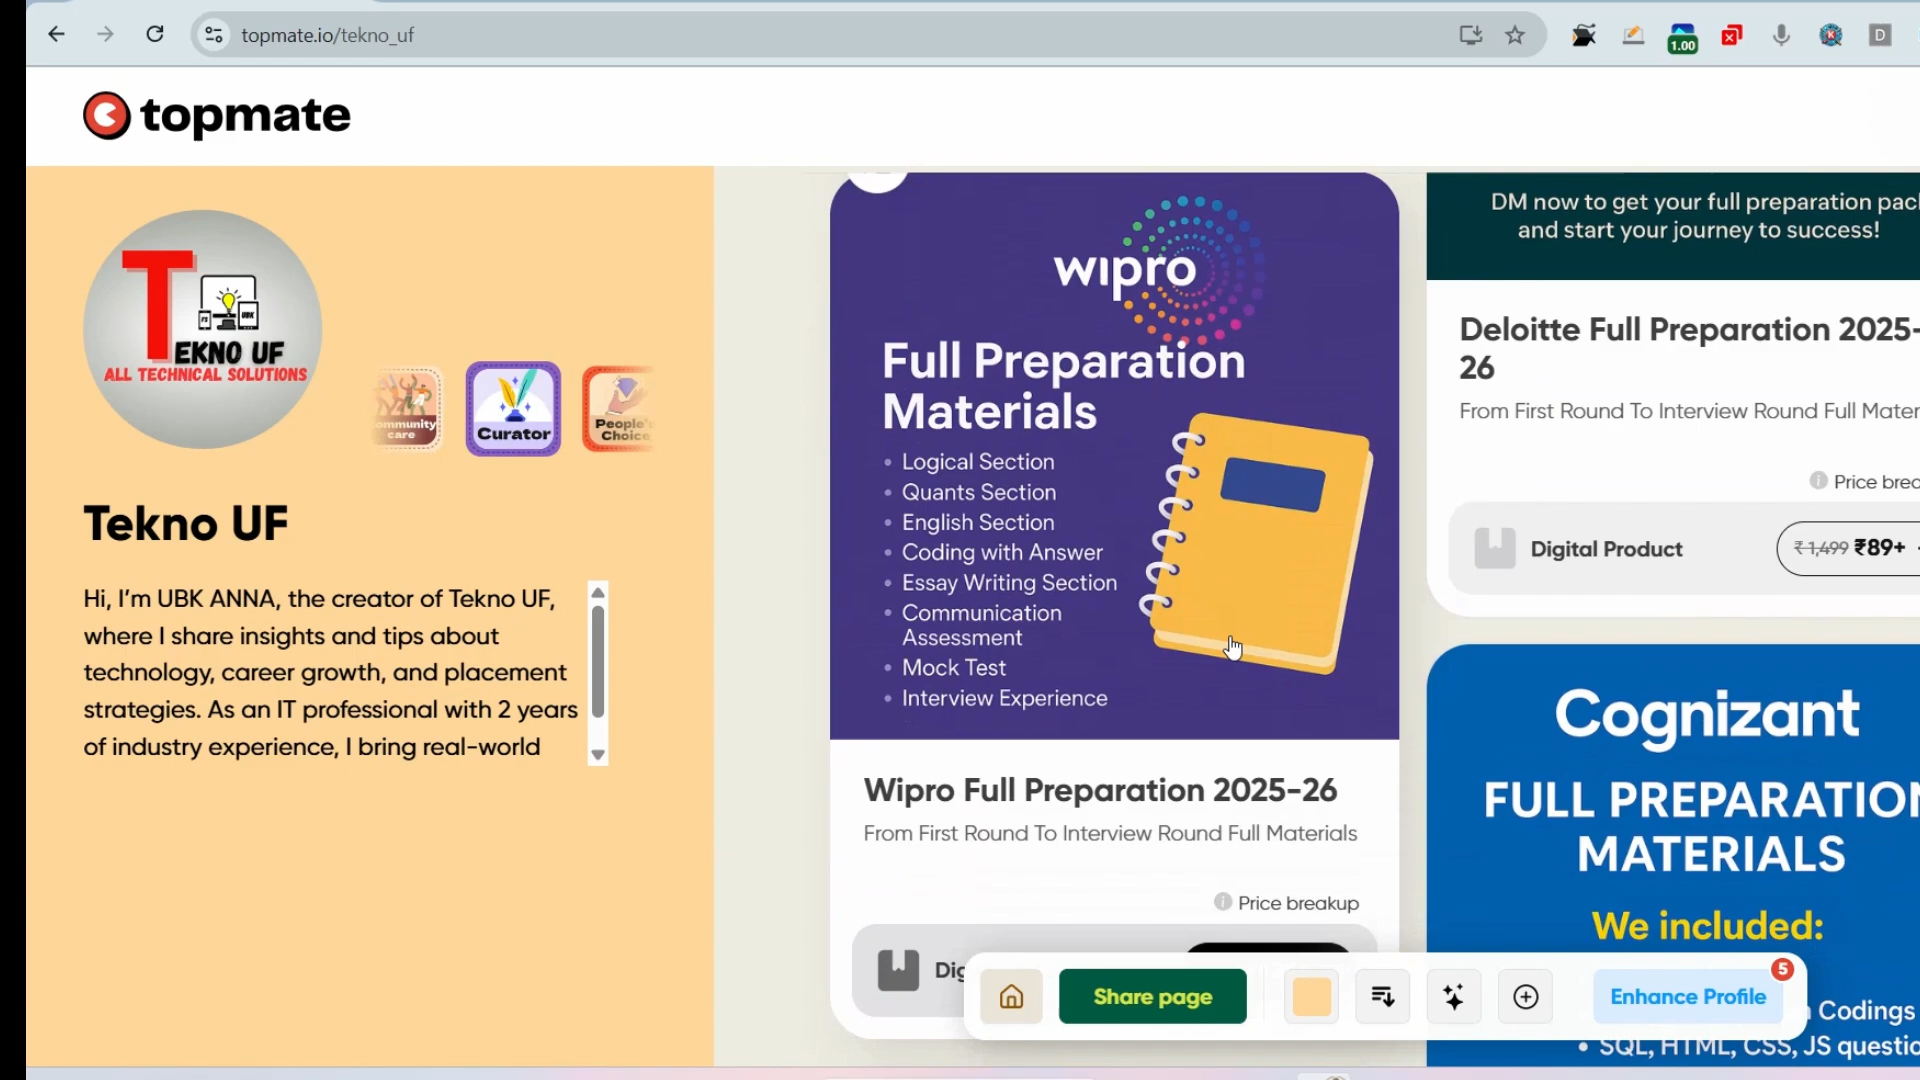 topmate.io/tekno_uf
1.00
D
topmate
T
EKNO UF
ALL TECHNICAL SOLUTIONS
care
Curator
People's
Choice
Tekno UF
Hi, I'm UBK ANNA, the creator of Tekno UF,
where I share insights and tips about
technology, career growth, and placement
strategies. As an IT professional with 2 years
of industry experience, I bring real-world
wipro
Full Preparation
Materials
• Logical Section
• Quants Section
• English Section
• Coding with Answer
• Essay Writing Section
• Communication
Assessment
• Mock Test
• Interview Experience
Wipro Full Preparation 2025-26
From First Round To Interview Round Full Materials
Price breakup
DM now to get your full preparation
and start your journey to success!
Deloitte Full Preparation 2025-
26
From First Round To Interview Round Full
Price
Digital Product
₹1,499 ₹89+
Cognizant
FULL PREPARATION
MATERIALS
We included:
Codings
• SQL, HTML, CSS, JS
Share page
Enhance Profile
5